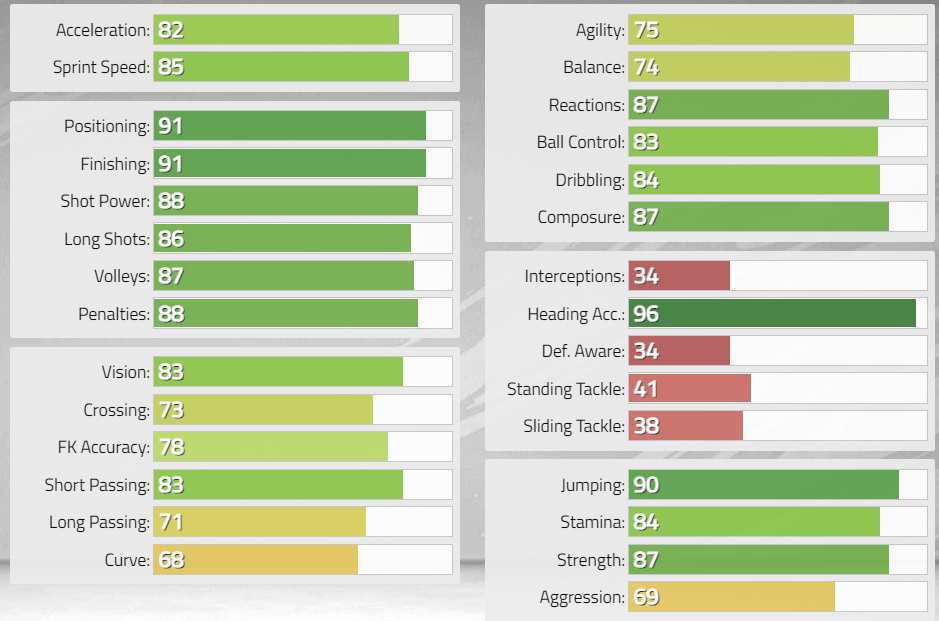 Acceleration: 82
Sprint Speed: 85
Positioning: 91
Finishing: 91
Shot Power: 88
Long Shots: 86
Volleys: 87
Penalties: 88
Vision: 83
Crossing: 73
FK Accuracy: 78
Short Passing: 83
Long Passing: 71
Curve: 68
Agility: 75
Balance: 74
Reactions: 87
Ball Control: 83
Dribbling: 84
Composure: 87
Interceptions: 34
Heading Acc.: 96
Def. Aware: 34
Standing Tackle: 41
Sliding Tackle: 38
Jumping: 90
Stamina: 84
Strength: 87
Aggression: 69